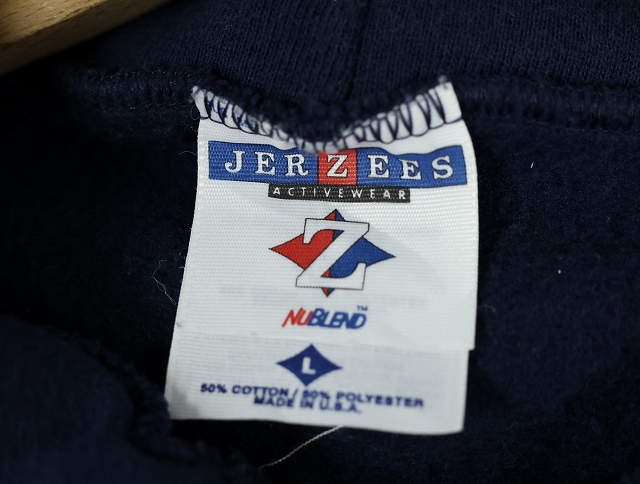 JERZEES
ACTIVEWEAR
Z
NUBLEND™
L
50% COTTON / 50% POLYESTER
MADE IN U.S.A.